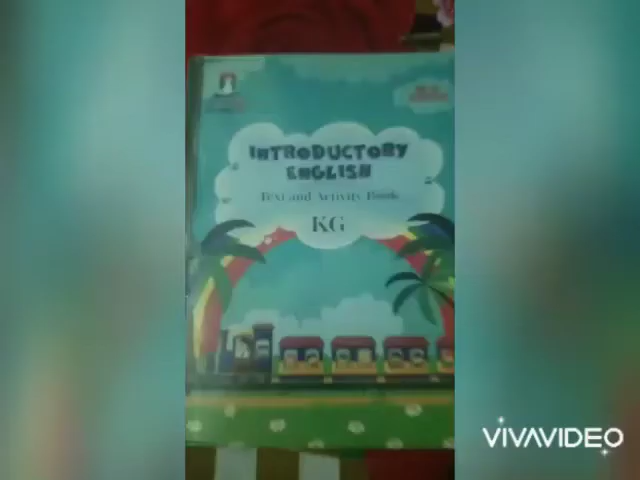 INTRODUCTORY
ENGLISH
Text and Activity Book
KG
VIVAVIDEO